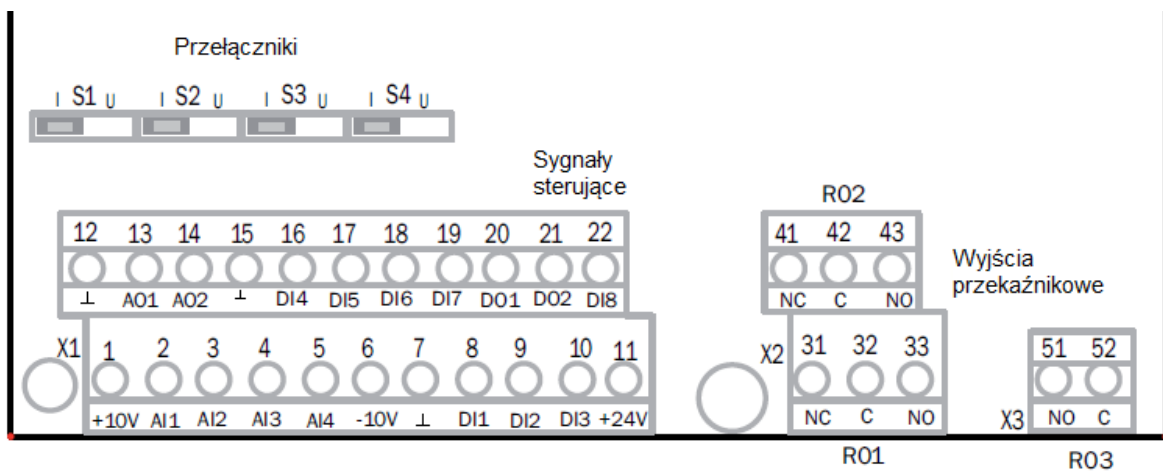 Przełączniki
I S1 U I S2 U I S3 U I S4 U
Sygnały
sterujące
RO2
12 13 14 15 16 17 18 19 20 21 22
⊥ AO1 AO2 ⊥ DI4 DI5 DI6 DI7 DO1 DO2 DI8
41 42 43
NC C NO
Wyjścia
przekaźnikowe
X1 1 2 3 4 5 6 7 8 9 10 11
+10V AI1 AI2 AI3 AI4 -10V ⊥ DI1 DI2 DI3 +24V
X2 31 32 33
NC C NO
RO1
51 52
X3 NO C
RO3